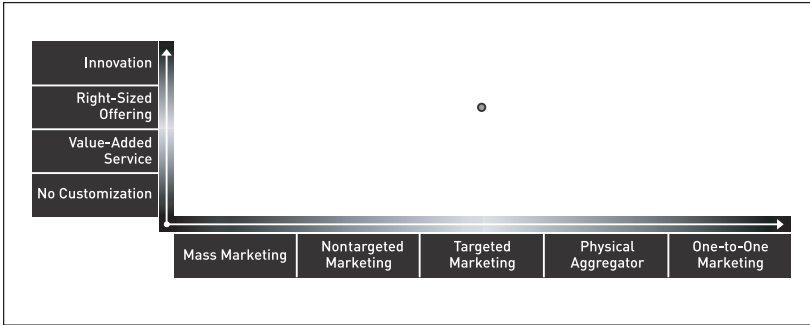 Innovation
Right-Sized
Offering
Value-Added
Service
No Customization
Mass Marketing
Nontargeted
Marketing
Targeted
Marketing
Physical
Aggregator
One-to-One
Marketing